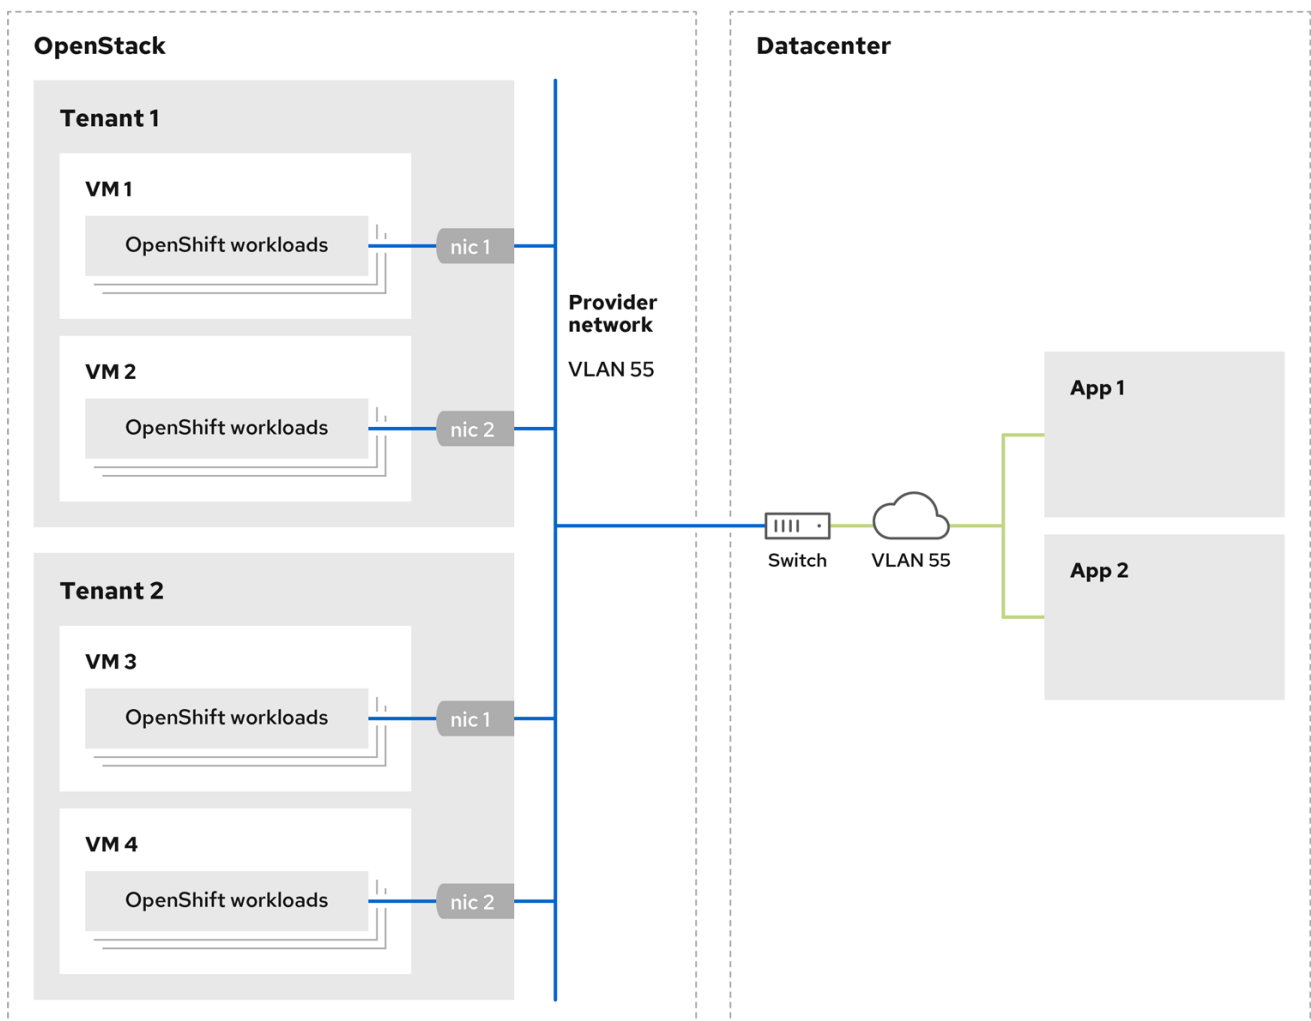 OpenStack
Tenant 1
VM 1
OpenShift workloads
nic 1
VM 2
OpenShift workloads
nic 2
Provider
network
VLAN 55
Tenant 2
VM 3
OpenShift workloads
nic 1
VM 4
OpenShift workloads
nic 2
Datacenter
Switch
VLAN 55
App 1
App 2